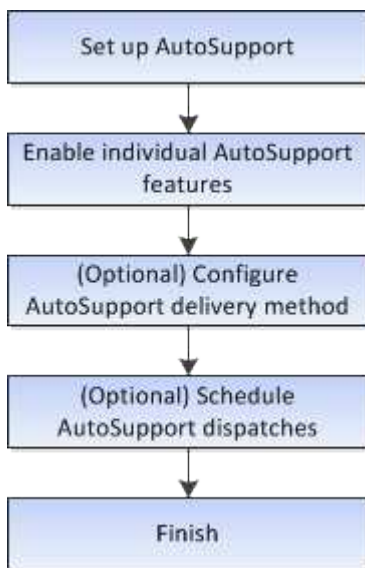 Set up AutoSupport
Enable individual AutoSupport
features
(Optional) Configure
AutoSupport delivery method
(Optional) Schedule
AutoSupport dispatches
Finish